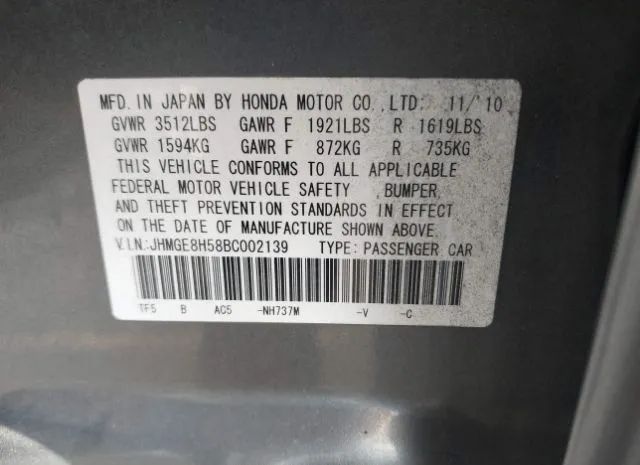 MFD. IN JAPAN BY HONDA MOTOR CO., LTD. 11/'10
GVWR 3512LBS GAWR F 1921LBS R 1619LBS
GVWR 1594KG GAWR F 872KG R 735KG
THIS VEHICLE CONFORMS TO ALL APPLICABLE
FEDERAL MOTOR VEHICLE SAFETY , BUMPER,
AND THEFT PREVENTION STANDARDS IN EFFECT
ON THE DATE OF MANUFACTURE SHOWN ABOVE.
V.I.N.:JHMGE8H58BC002139 TYPE: PASSENGER CAR
TF5 B AC5 -NH737M -V -C